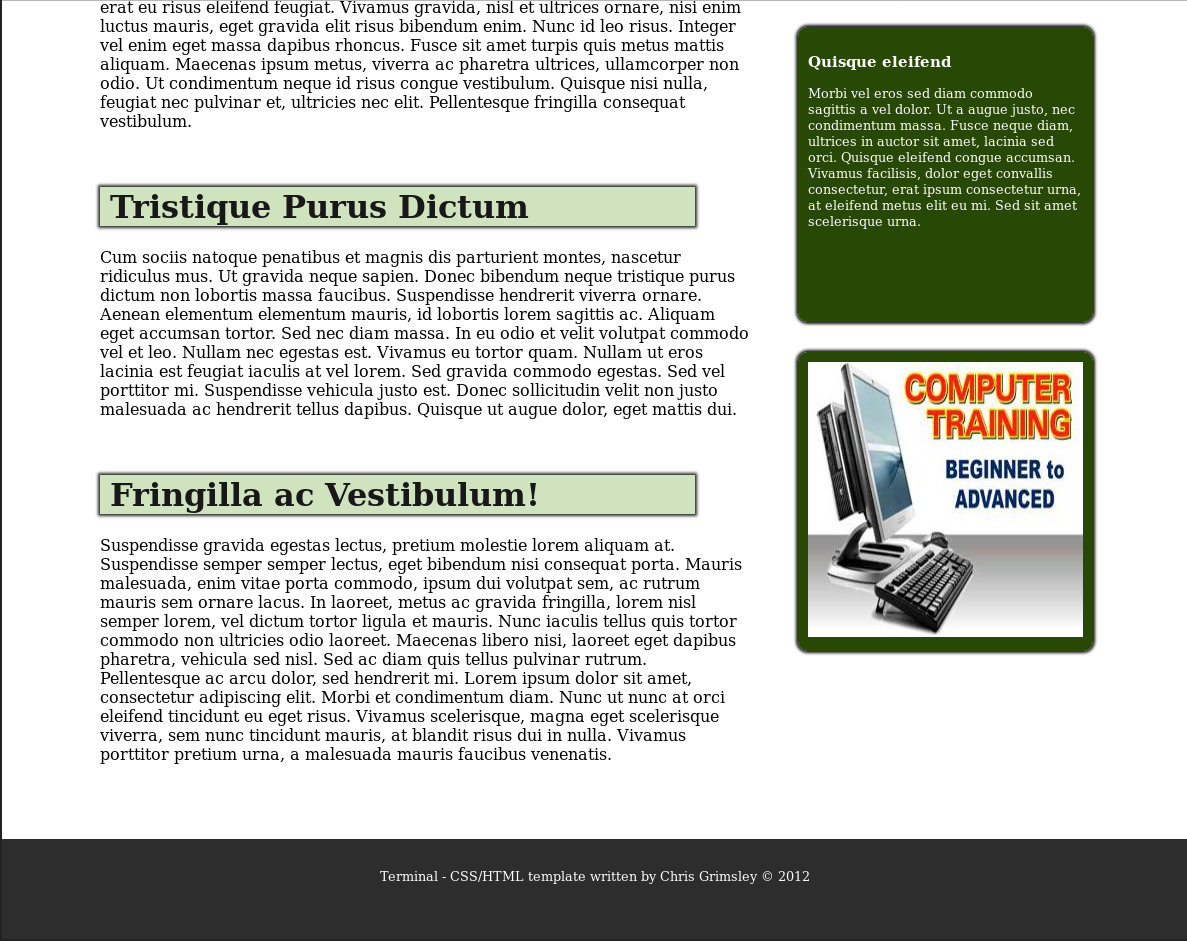 erat eu risus eleifend feugiat. Vivamus gravida, nisl et ultrices ornare, nisi enim
luctus mauris, eget gravida elit risus bibendum enim. Nunc id leo risus. Integer
vel enim eget massa dapibus rhoncus. Fusce sit amet turpis quis metus mattis
aliquam. Maecenas ipsum metus, viverra ac pharetra ultrices, ullamcorper non
odio. Ut condimentum neque id risus congue vestibulum. Quisque nisi nulla,
feugiat nec pulvinar et, ultricies nec elit. Pellentesque fringilla consequat
vestibulum.
Tristique Purus Dictum
Cum sociis natoque penatibus et magnis dis parturient montes, nascetur
ridiculus mus. Ut gravida neque sapien. Donec bibendum neque tristique purus
dictum non lobortis massa faucibus. Suspendisse hendrerit viverra ornare.
Aenean elementum elementum mauris, id lobortis lorem sagittis ac. Aliquam
eget accumsan tortor. Sed nec diam massa. In eu odio et velit volutpat commodo
vel et leo. Nullam nec egestas est. Vivamus eu tortor quam. Nullam ut eros
lacinia est feugiat iaculis at vel lorem. Sed gravida commodo egestas. Sed vel
porttitor mi. Suspendisse vehicula justo est. Donec sollicitudin velit non justo
malesuada ac hendrerit tellus dapibus. Quisque ut augue dolor, eget mattis dui.
Fringilla ac Vestibulum!
Suspendisse gravida egestas lectus, pretium molestie lorem aliquam at.
Suspendisse semper semper lectus, eget bibendum nisi consequat porta. Mauris
malesuada, enim vitae porta commodo, ipsum dui volutpat sem, ac rutrum
mauris sem ornare lacus. In laoreet, metus ac gravida fringilla, lorem nisl
semper lorem, vel dictum tortor ligula et mauris. Nunc iaculis tellus quis tortor
commodo non ultricies odio laoreet. Maecenas libero nisi, laoreet eget dapibus
pharetra, vehicula sed nisl. Sed ac diam quis tellus pulvinar rutrum.
Pellentesque ac arcu dolor, sed hendrerit mi. Lorem ipsum dolor sit amet,
consectetur adipiscing elit. Morbi et condimentum diam. Nunc ut nunc at orci
eleifend tincidunt eu eget risus. Vivamus scelerisque, magna eget scelerisque
viverra, sem nunc tincidunt mauris, at blandit risus dui in nulla. Vivamus
porttitor pretium urna, a malesuada mauris faucibus venenatis.
Quisque eleifend
Morbi vel eros sed diam commodo
sagittis a vel dolor. Ut a augue justo, nec
condimentum massa. Fusce neque diam,
ultrices in auctor sit amet, lacinia sed
orci. Quisque eleifend congue accumsan.
Vivamus facilisis, dolor eget convallis
consectetur, erat ipsum consectetur urna,
at eleifend metus elit eu mi. Sed sit amet
scelerisque urna.
COMPUTER
TRAINING
BEGINNER to
ADVANCED
Terminal - CSS/HTML template written by Chris Grimsley © 2012